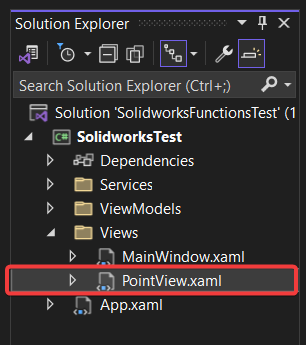 Solution Explorer
Search Solution Explorer (Ctrl+;)
Solution 'SolidworksFunctionsTest' (1
SolidworksTest
Dependencies
Services
ViewModels
Views
MainWindow.xaml
PointView.xaml
App.xaml